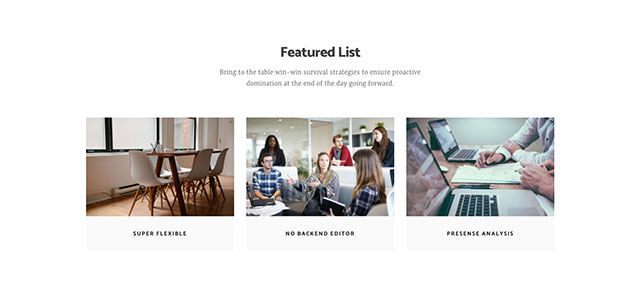 Featured List
Bring to the table win-win survival strategies to ensure proactive
domination at the end of the day going forward.
SUPER FLEXIBLE
NO BACKEND EDITOR
PRESENSE ANALYSIS